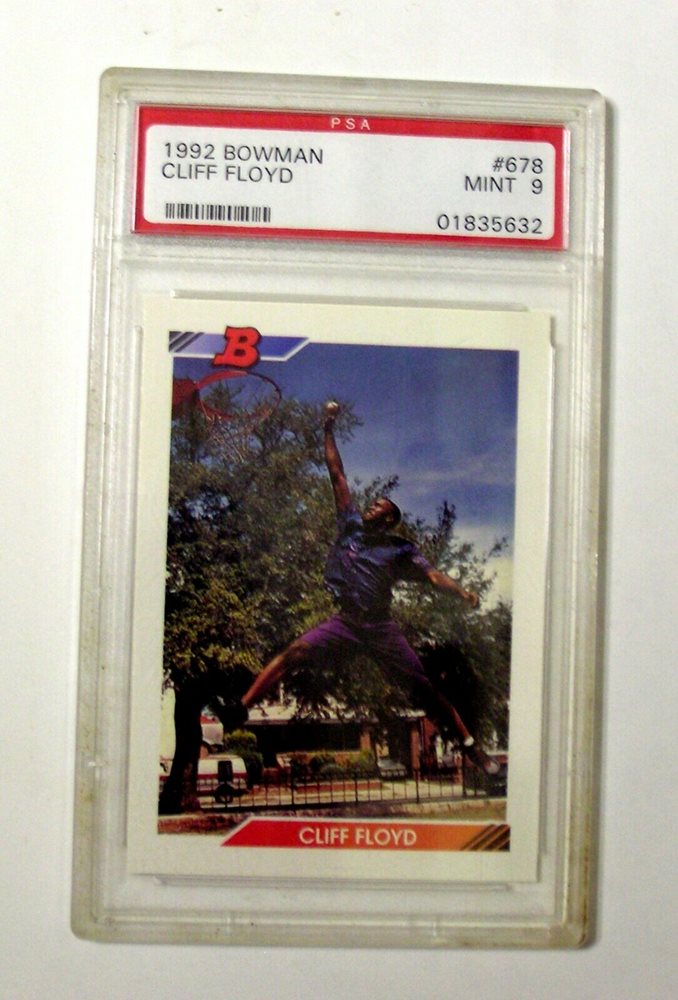 PSA
1992 BOWMAN #678
CLIFF FLOYD MINT 9
01835632
B
CLIFF FLOYD